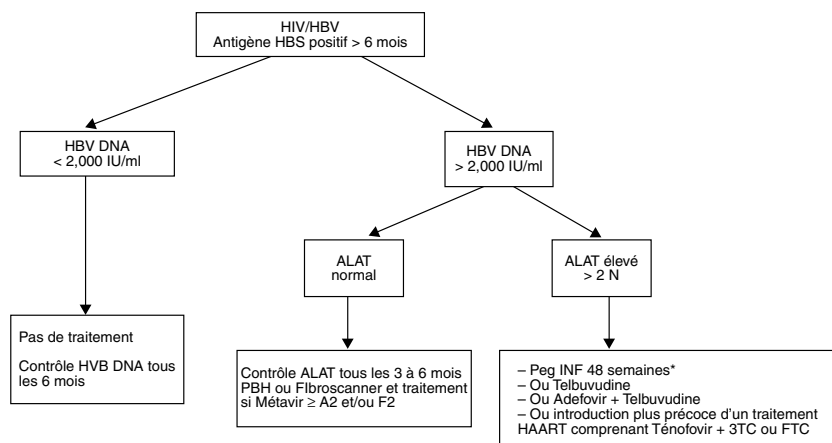 HIV/HBV
Antigène HBS positif > 6 mois
HBV DNA
< 2,000 IU/ml
HBV DNA
> 2,000 IU/ml
ALAT
normal
ALAT élevé
> 2 N
Pas de traitement
Contrôle HVB DNA tous
les 6 mois
Contrôle ALAT tous les 3 à 6 mois
PBH ou FIbroscanner et traitement
si Métavir ≥ A2 et/ou F2
– Peg INF 48 semaines*
– Ou Telbuvudine
– Ou Adefovir + Telbuvudine
– Ou introduction plus précoce d'un traitement
HAART comprenant Ténofovir + 3TC ou FTC